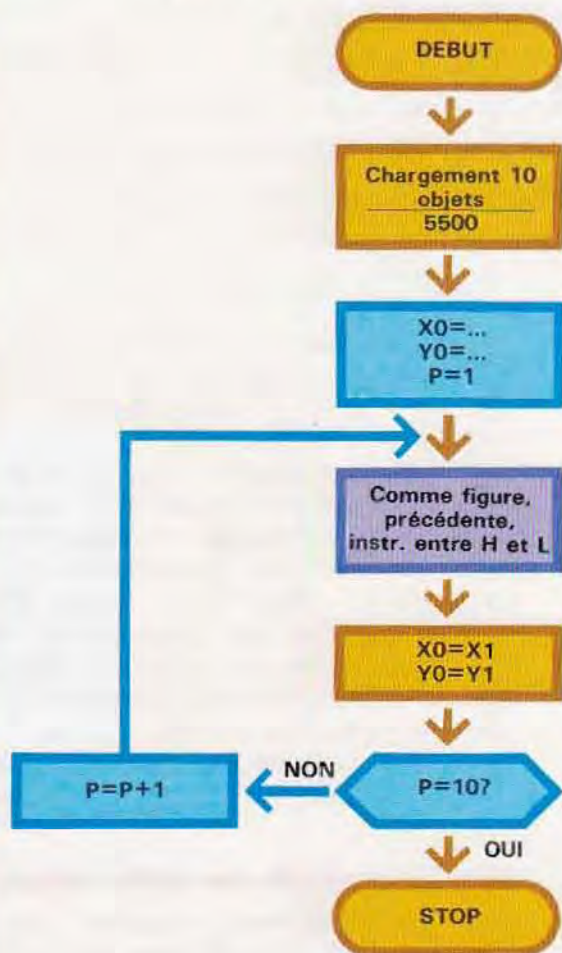 DEBUT
Chargement 10
objets
5500
X0=...
Y0=...
P=1
Comme figure,
précédente,
instr. entre H et L
X0=X1
Y0=Y1
P=10?
NON
P=P+1
OUI
STOP